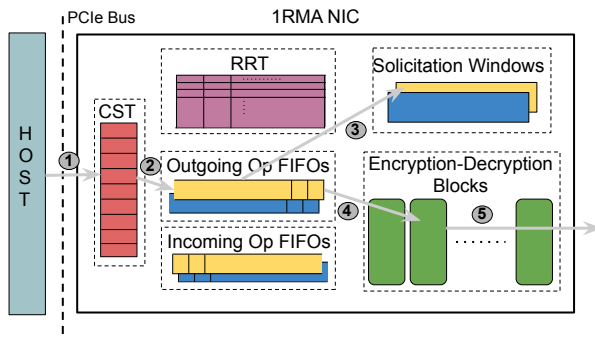 PCIe Bus
1RMA NIC
HOST
RRT
Solicitation Windows
CST
1
2
3
Outgoing Op FIFOs
Encryption-Decryption
Blocks
4
5
Incoming Op FIFOs